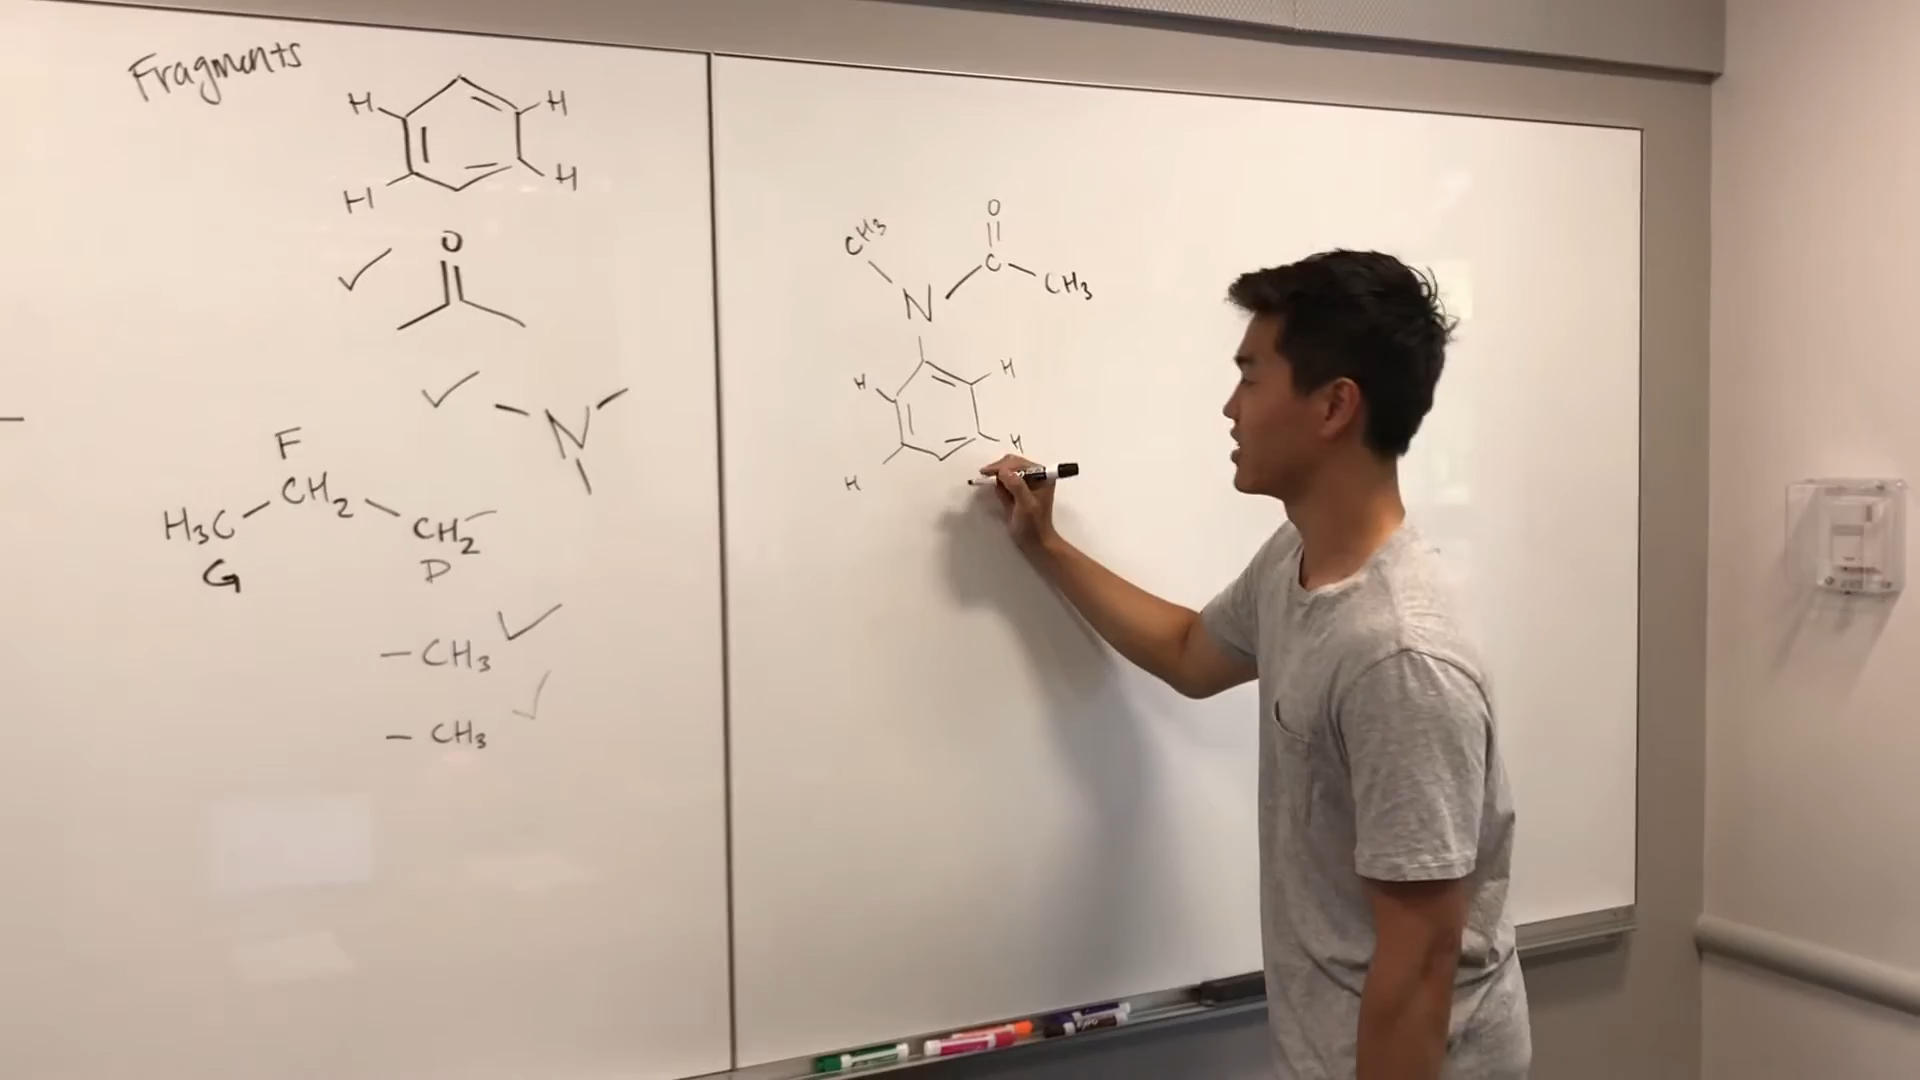 Fragments
H H
H H
O
N
F
H3C CH2 CH2
G D
— CH3
— CH3
O
CH3
N C CH3
H H
H H